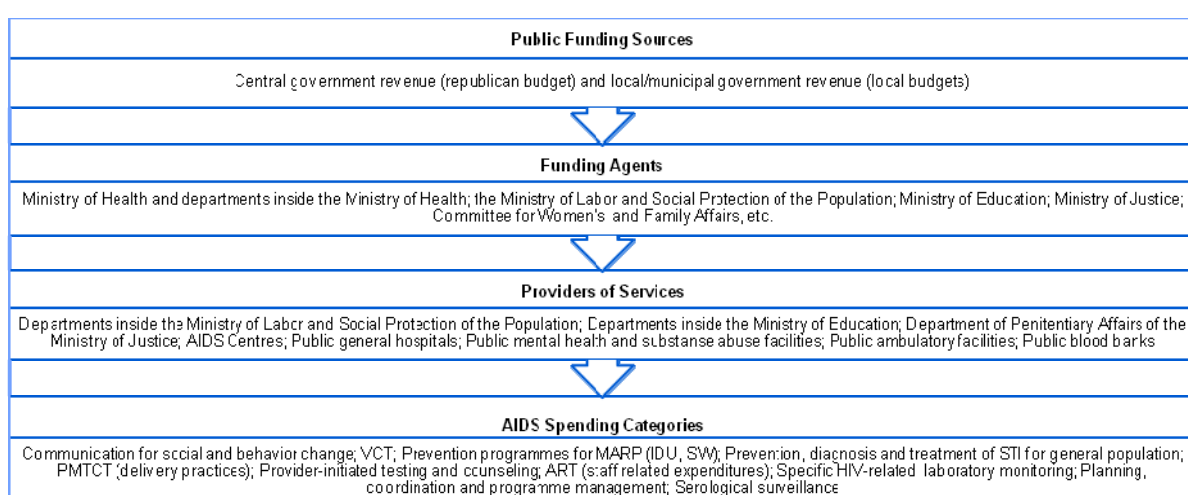 Public Funding Sources
Central government revenue (republican budget) and local/municipal government revenue (local budgets)
Funding Agents
Ministry of Health and departments inside the Ministry of Health; the Ministry of Labor and Social Protection of the Population; Ministry of Education; Ministry of Justice;
Committee for Women's and Family Affairs, etc.
Providers of Services
Departments inside the Ministry of Labor and Social Protection of the Population; Departments inside the Ministry of Education; Department of Penitentiary Affairs of the
Ministry of Justice; AIDS Centres; Public general hospitals; Public mental health and substanse abuse facilities; Public ambulatory facilities; Public blood banks
AIDS Spending Categories
Communication for social and behavior change; VCT; Prevention programmes for MARP (IDU, SW); Prevention, diagnosis and treatment of STI for general population;
PMTCT (delivery practices); Provider-initiated testing and counseling; ART (staff related expenditures); Specific HIV-related laboratory monitoring; Planning,
coordination and programme management; Serological surveillance